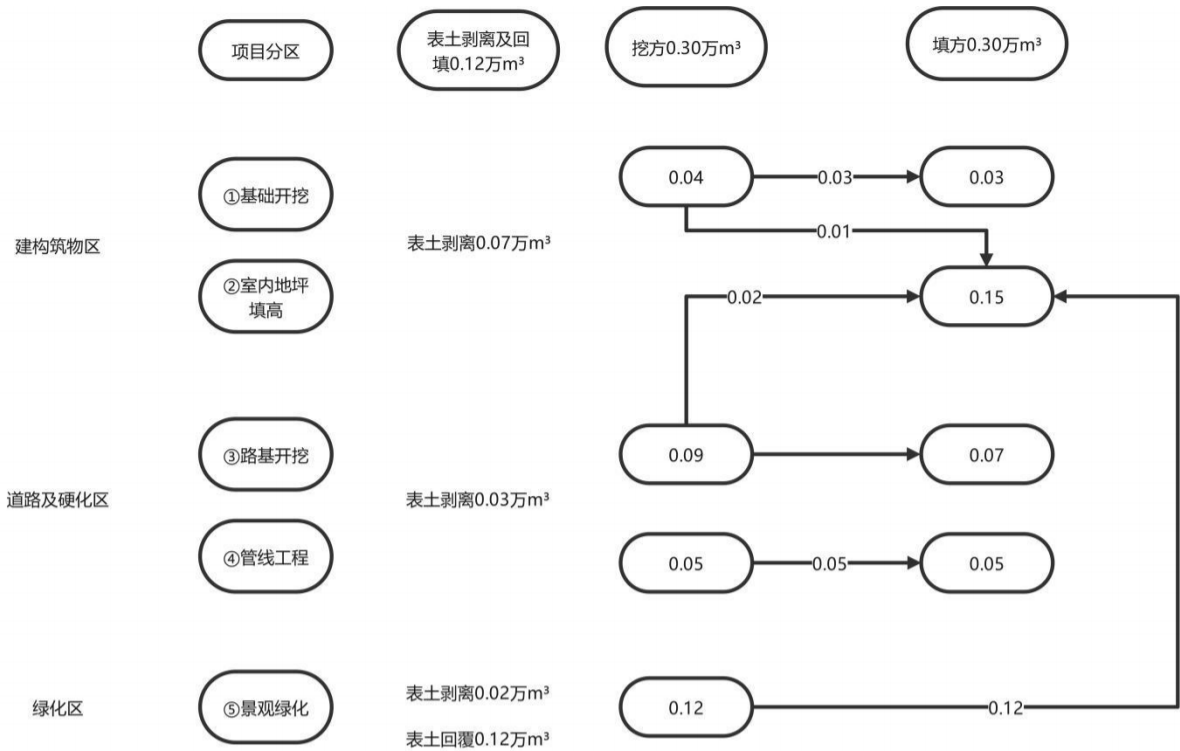 项目分区
表土剥离及回
填0.12万m³
挖方0.30万m³
填方0.30万m³
建构筑物区
①基础开挖
②室内地坪
填高
表土剥离0.07万m³
0.04
0.03
0.03
0.01
0.02
0.15
道路及硬化区
③路基开挖
④管线工程
表土剥离0.03万m³
0.09
0.07
0.05
0.05
0.05
绿化区
⑤景观绿化
表土剥离0.02万m³
表土回覆0.12万m³
0.12
0.12